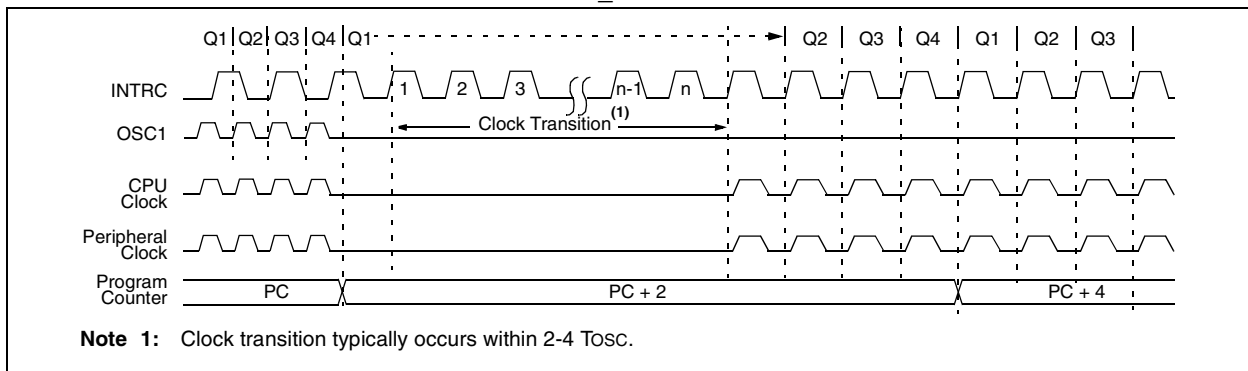 Q1 Q2 Q3 Q4 Q1 Q2 Q3 Q4 Q1 Q2 Q3
INTRC 1 2 3 n-1 n
OSC1 Clock Transition(1)
CPU
Clock
Peripheral
Clock
Program
Counter
PC PC + 2 PC + 4
Note 1: Clock transition typically occurs within 2-4 TOSC.